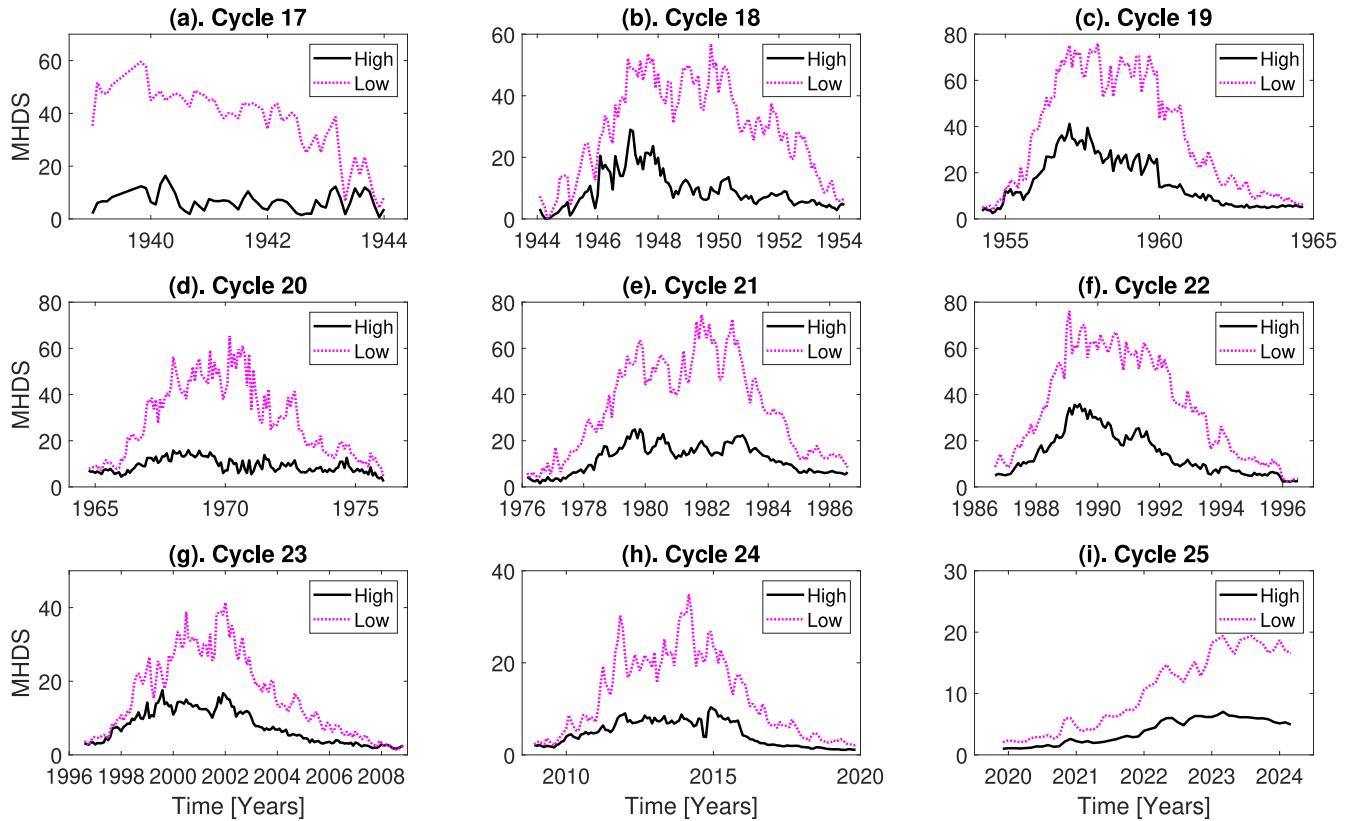 (a). Cycle 17
(b). Cycle 18
(c). Cycle 19
MHDS
60
40
20
0
High
Low
1940
1942
1944
60
40
20
0
High
Low
1944
1946
1948
1950
1952
1954
80
60
40
20
0
High
Low
1955
1960
1965
(d). Cycle 20
(e). Cycle 21
(f). Cycle 22
MHDS
80
60
40
20
0
High
Low
1965
1970
1975
80
60
40
20
0
High
Low
1976
1978
1980
1982
1984
1986
80
60
40
20
0
High
Low
1986
1988
1990
1992
1994
1996
(g). Cycle 23
(h). Cycle 24
(i). Cycle 25
MHDS
40
20
0
High
Low
1996
1998
2000
2002
2004
2006
2008
Time [Years]
40
20
0
High
Low
2010
2015
2020
Time [Years]
30
20
10
0
High
Low
2020
2021
2022
2023
2024
Time [Years]